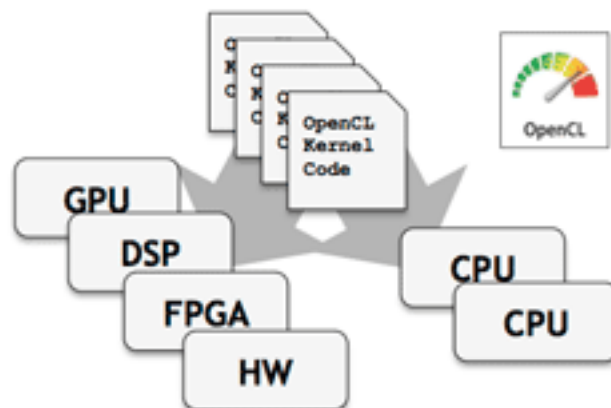 OpenCL
Kernel
Code
OpenCL
GPU
DSP
FPGA
HW
CPU
CPU